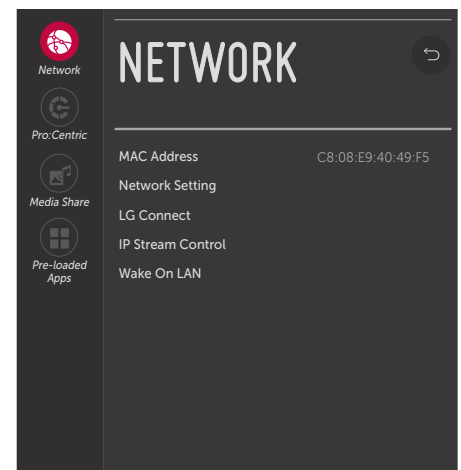 Network
Pro:Centric
Media Share
Pre-loaded
Apps
NETWORK
MAC Address C8:08:E9:40:49:F5
Network Setting
LG Connect
IP Stream Control
Wake On LAN